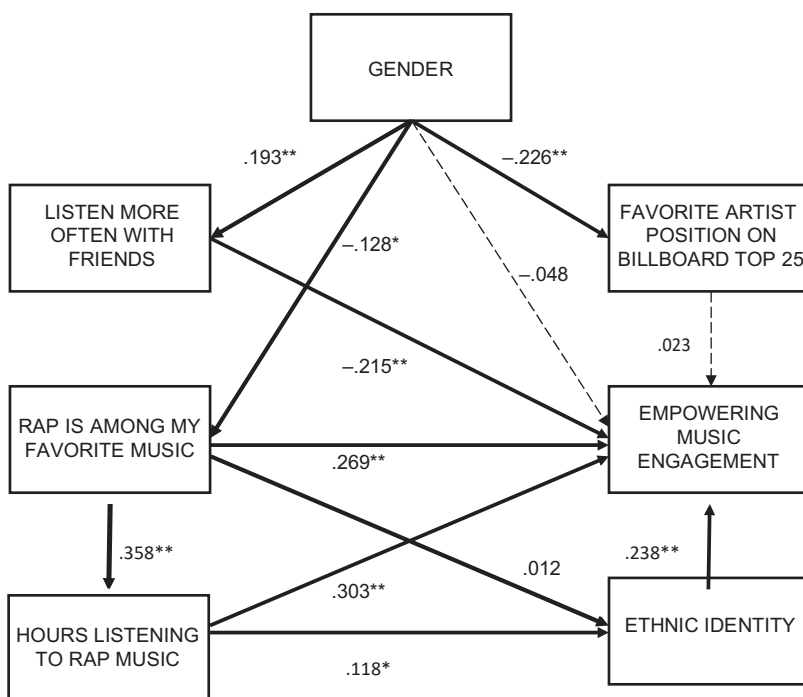 GENDER
.193**
–.226**
LISTEN MORE
OFTEN WITH
FRIENDS
FAVORITE ARTIST
POSITION ON
BILLBOARD TOP 25
–.128*
–.048
.023
–.215**
RAP IS AMONG MY
FAVORITE MUSIC
EMPOWERING
MUSIC
ENGAGEMENT
.269**
.358**
.238**
.012
.303**
HOURS LISTENING
TO RAP MUSIC
ETHNIC IDENTITY
.118*